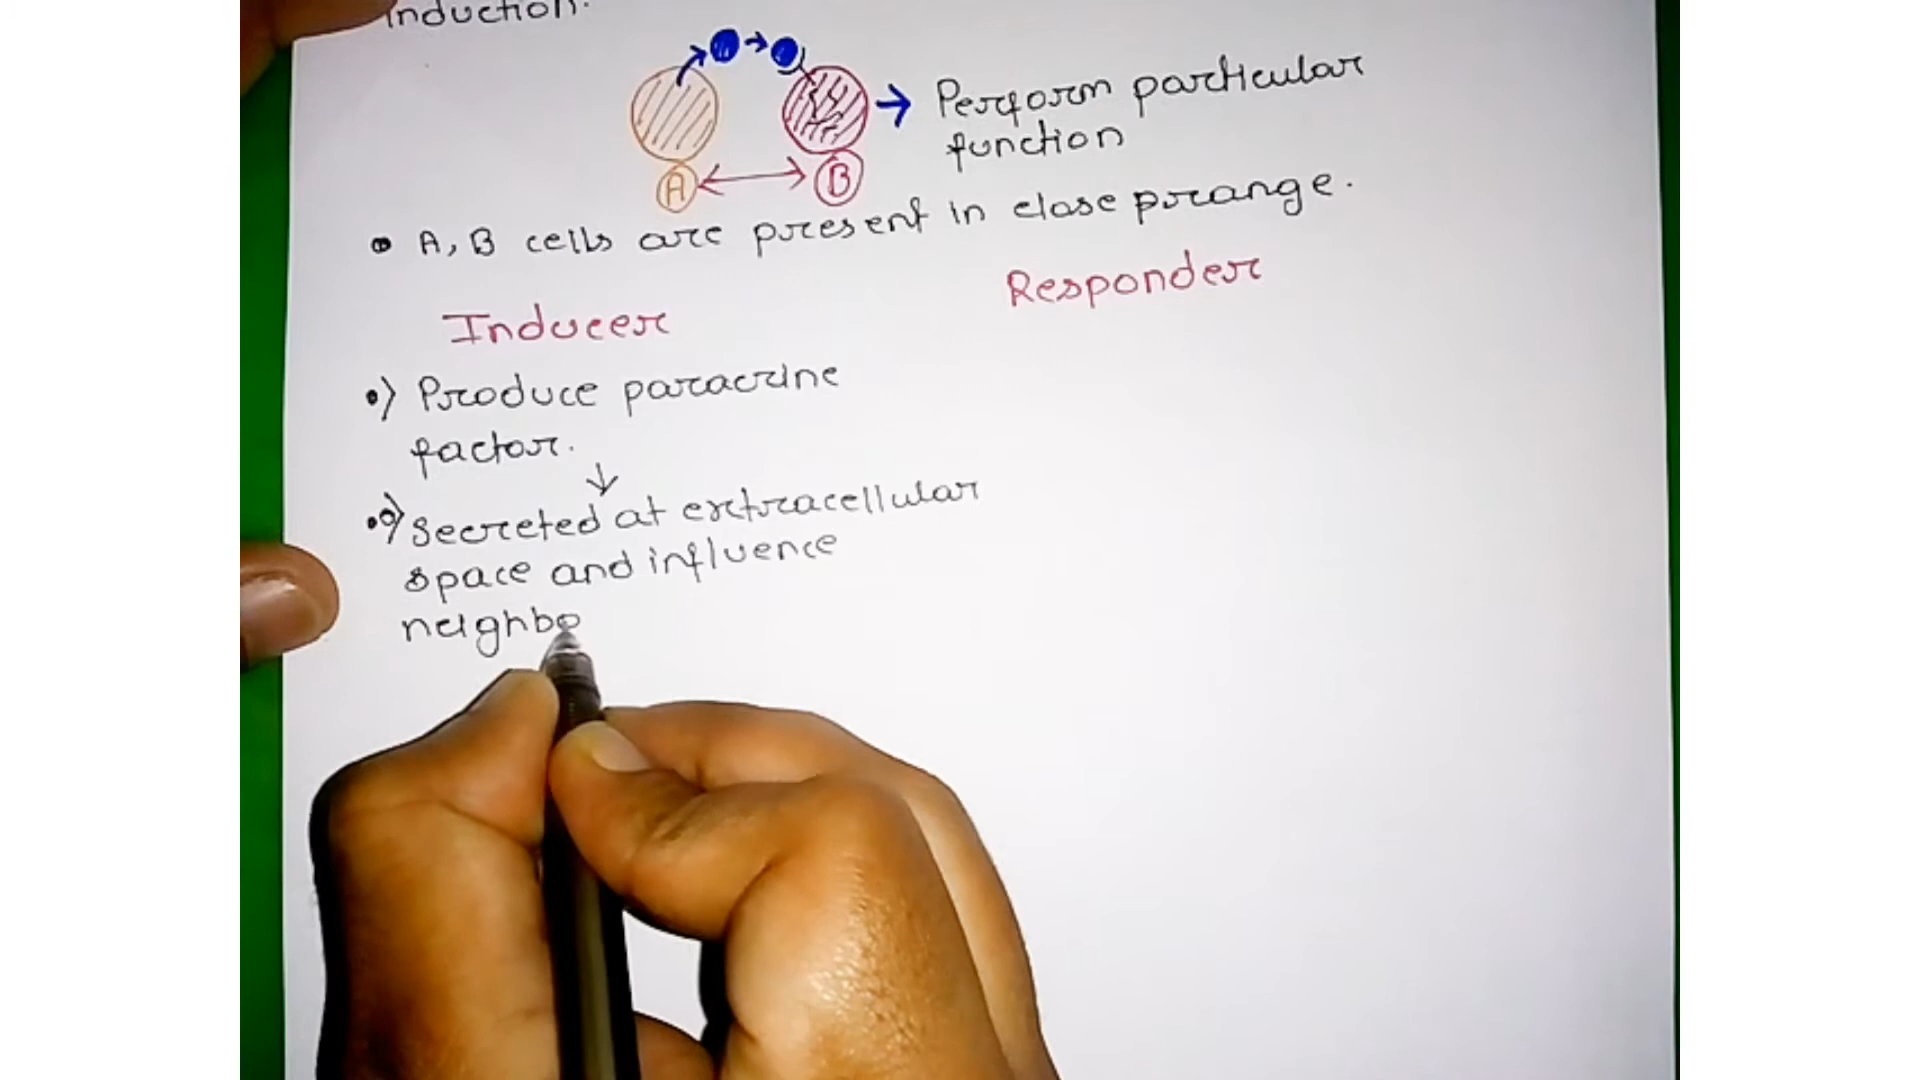 Induction.
Perform particular
function
A B
A, B cells are present in close prange.
Inducer
Responder
Produce paracrine
factor.
Secreted at extracellular
space and influence
neighbo